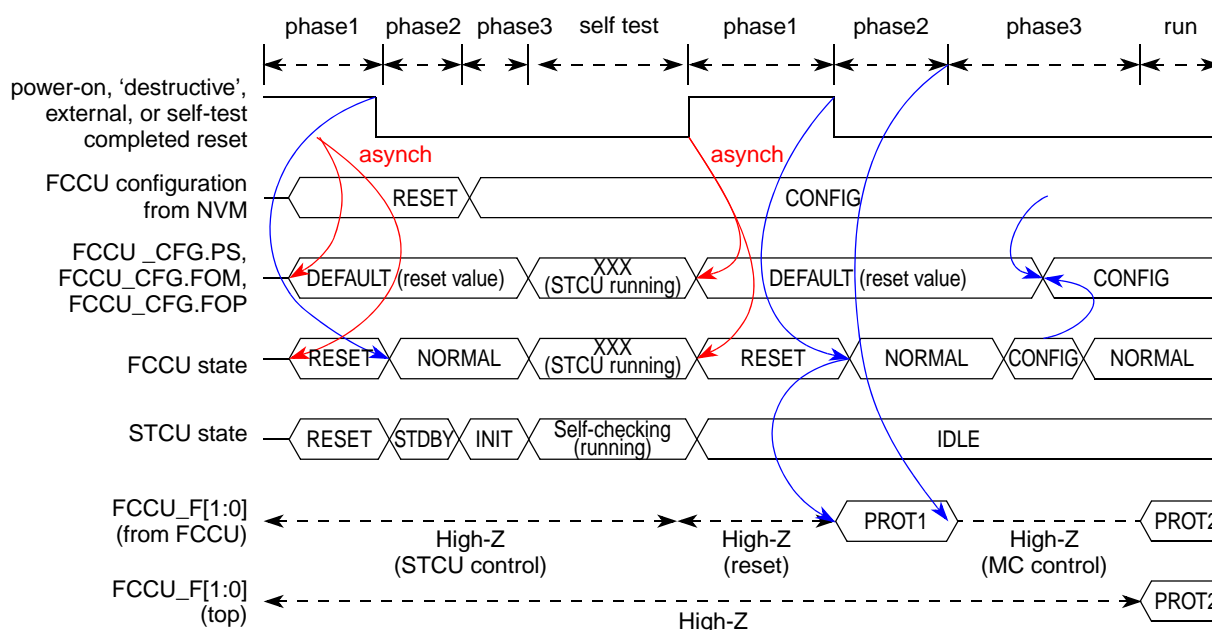 phase1 phase2 phase3 self test phase1 phase2 phase3 run
power-on, ‘destructive’,
external, or self-test
completed reset
asynch asynch
FCCU configuration
from NVM
RESET CONFIG
FCCU _CFG.PS,
FCCU_CFG.FOM,
FCCU_CFG.FOP
DEFAULT (reset value) XXX
(STCU running) DEFAULT (reset value) CONFIG
FCCU state RESET NORMAL XXX
(STCU running) RESET NORMAL CONFIG NORMAL
STCU state RESET STDBY INIT Self-checking
(running) IDLE
FCCU_F[1:0]
(from FCCU)
PROT1 PROT2
High-Z
(STCU control)
High-Z
(reset)
High-Z
(MC control)
FCCU_F[1:0]
(top)
PROT2
High-Z